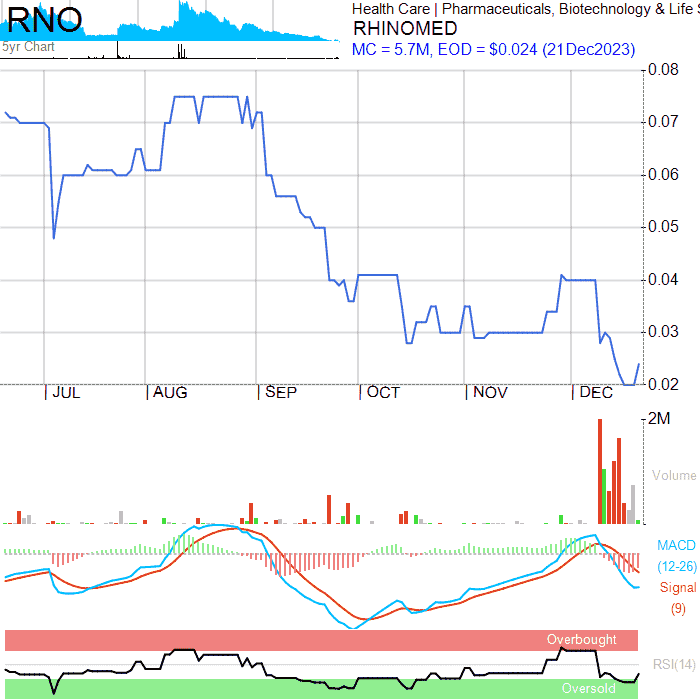 RNO
5yr Chart
Health Care | Pharmaceuticals, Biotechnology & Life S
RHINOMED
MC = 5.7M, EOD = $0.024 (21Dec2023)
0.08
0.07
0.06
0.05
0.04
0.03
0.02
JUL AUG SEP OCT NOV DEC
2M
Volume
MACD
(12-26)
Signal
(9)
Overbought
RSI(14)
Oversold